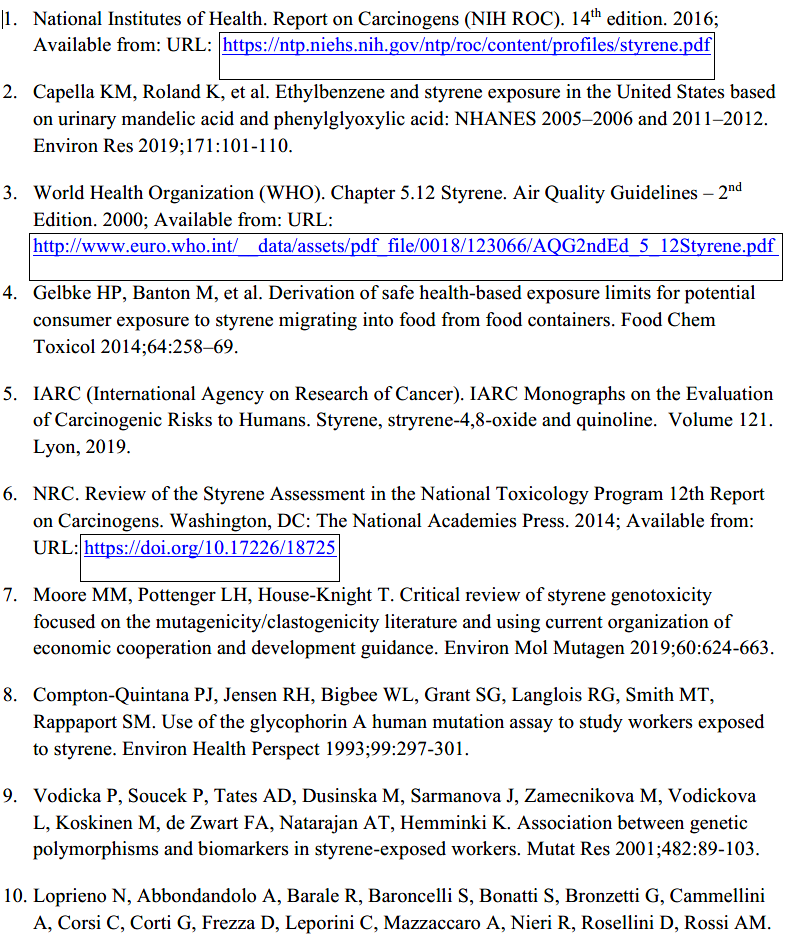 1. National Institutes of Health. Report on Carcinogens (NIH ROC). 14th edition. 2016;
Available from: URL: https://ntp.niehs.nih.gov/ntp/roc/content/profiles/styrene.pdf
2. Capella KM, Roland K, et al. Ethylbenzene and styrene exposure in the United States based
on urinary mandelic acid and phenylglyoxylic acid: NHANES 2005–2006 and 2011–2012.
Environ Res 2019;171:101-110.
3. World Health Organization (WHO). Chapter 5.12 Styrene. Air Quality Guidelines – 2nd
Edition. 2000; Available from: URL:
http://www.euro.who.int/__data/assets/pdf_file/0018/123066/AQG2ndEd_5_12Styrene.pdf
4. Gelbke HP, Banton M, et al. Derivation of safe health-based exposure limits for potential
consumer exposure to styrene migrating into food from food containers. Food Chem
Toxicol 2014;64:258–69.
5. IARC (International Agency on Research of Cancer). IARC Monographs on the Evaluation
of Carcinogenic Risks to Humans. Styrene, stryrene-4,8-oxide and quinoline.  Volume 121.
Lyon, 2019.
6. NRC. Review of the Styrene Assessment in the National Toxicology Program 12th Report
on Carcinogens. Washington, DC: The National Academies Press. 2014; Available from:
URL: https://doi.org/10.17226/18725
7. Moore MM, Pottenger LH, House-Knight T. Critical review of styrene genotoxicity
focused on the mutagenicity/clastogenicity literature and using current organization of
economic cooperation and development guidance. Environ Mol Mutagen 2019;60:624-663.
8. Compton-Quintana PJ, Jensen RH, Bigbee WL, Grant SG, Langlois RG, Smith MT,
Rappaport SM. Use of the glycophorin A human mutation assay to study workers exposed
to styrene. Environ Health Perspect 1993;99:297-301.
9. Vodicka P, Soucek P, Tates AD, Dusinska M, Sarmanova J, Zamecnikova M, Vodickova
L, Koskinen M, de Zwart FA, Natarajan AT, Hemminki K. Association between genetic
polymorphisms and biomarkers in styrene-exposed workers. Mutat Res 2001;482:89-103.
10. Loprieno N, Abbondandolo A, Barale R, Baroncelli S, Bonatti S, Bronzetti G, Cammellini
A, Corsi C, Corti G, Frezza D, Leporini C, Mazzaccaro A, Nieri R, Rosellini D, Rossi AM.